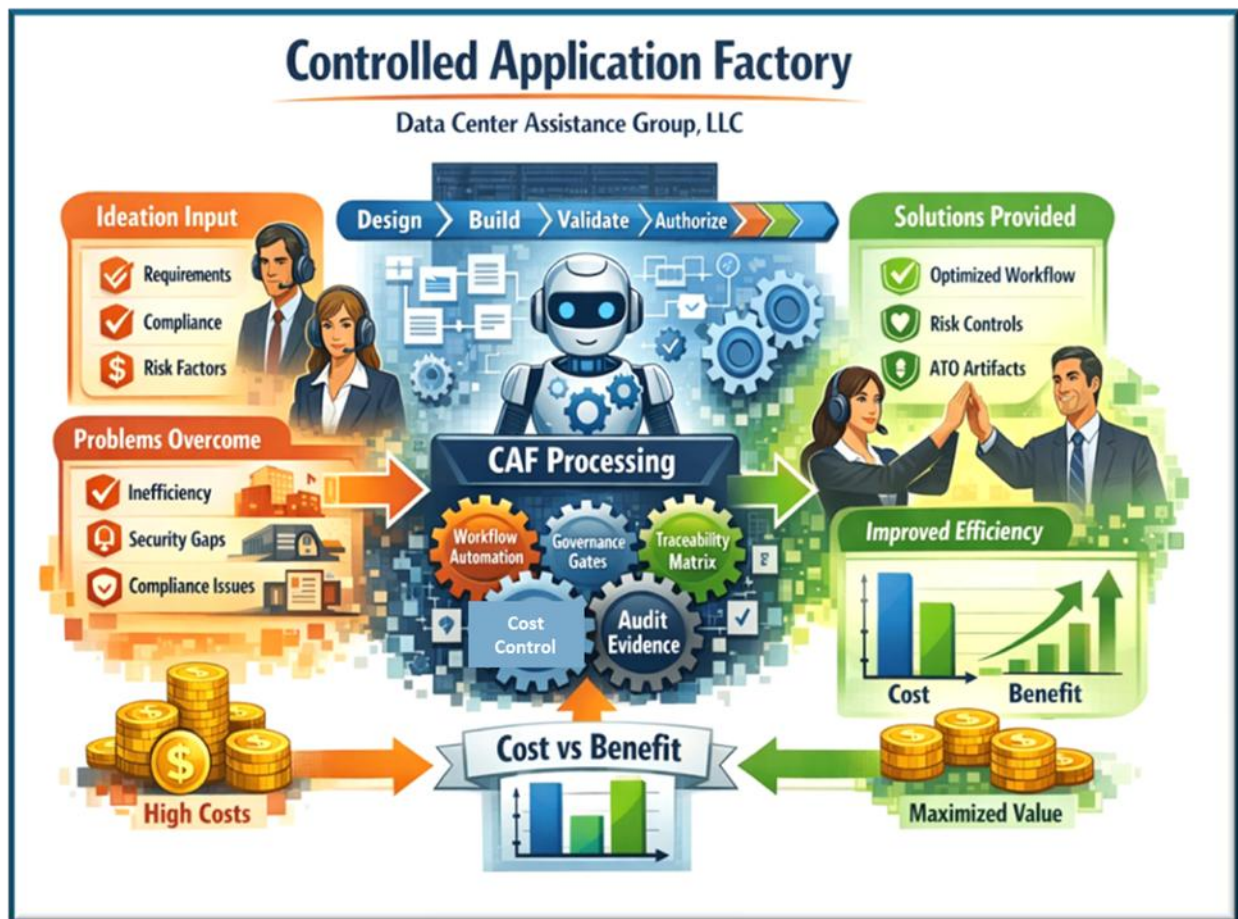 Controlled Application Factory
Data Center Assistance Group, LLC
Ideation Input
Requirements
Compliance
$
Risk Factors
Design
Build
Validate
Authorize
Solutions Provided
Optimized Workflow
Risk Controls
ATO Artifacts
Problems Overcome
Inefficiency
Security Gaps
Compliance Issues
CAF Processing
Workflow
Automation
Governance
Gates
Traceability
Matrix
Cost
Control
Audit
Evidence
Improved Efficiency
Cost
Benefit
$
High Costs
Cost vs Benefit
Maximized Value